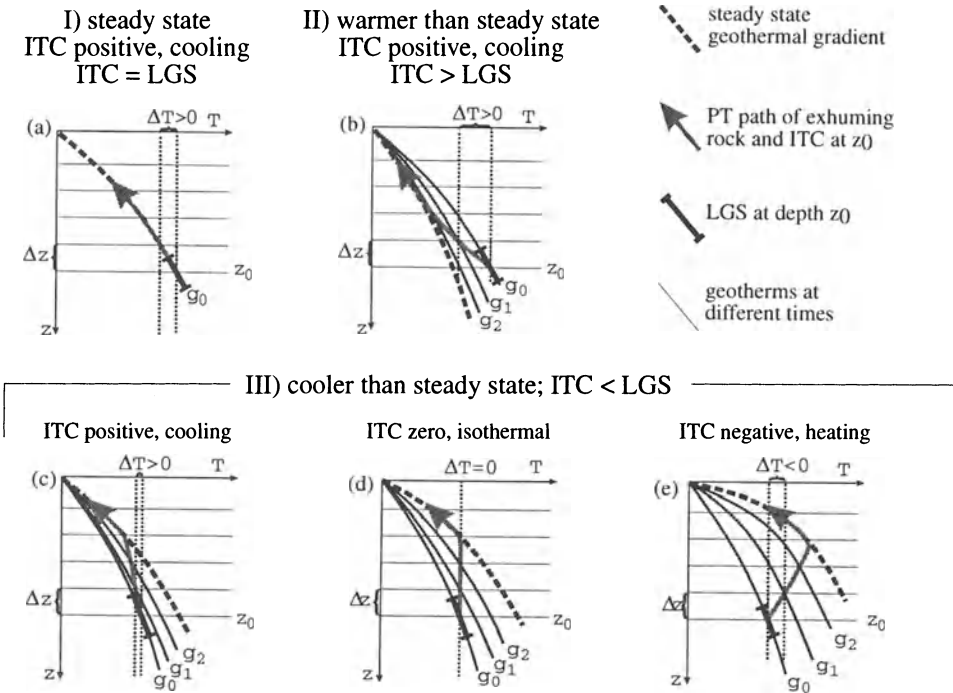 I) steady state
ITC positive, cooling
ITC = LGS
II) warmer than steady state
ITC positive, cooling
ITC > LGS
steady state
geothermal gradient
PT path of exhuming
rock and ITC at z0
LGS at depth z0
geotherms at
different times
(a)
ΔT>0 T
Δz
z0
g0
z
(b)
ΔT>0 T
Δz
z0
g0
g1
g2
z
III) cooler than steady state; ITC < LGS
ITC positive, cooling
ITC zero, isothermal
ITC negative, heating
(c)
ΔT>0 T
Δz
z0
g2
g1
g0
z
(d)
ΔT=0 T
Δz
z0
g2
g1
g0
z
(e)
ΔT<0 T
Δz
z0
g2
g1
g0
z